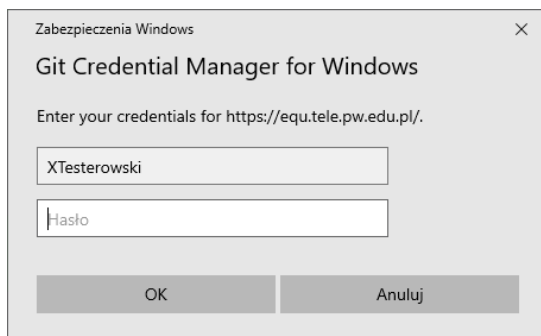 Zabezpieczenia Windows
Git Credential Manager for Windows
Enter your credentials for https://equ.tele.pw.edu.pl/.
XTesterowski
Hasło
OK
Anuluj